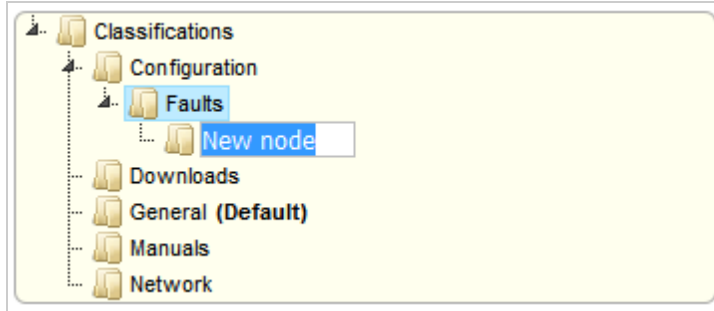 Classifications
Configuration
Faults
New node
Downloads
General (Default)
Manuals
Network